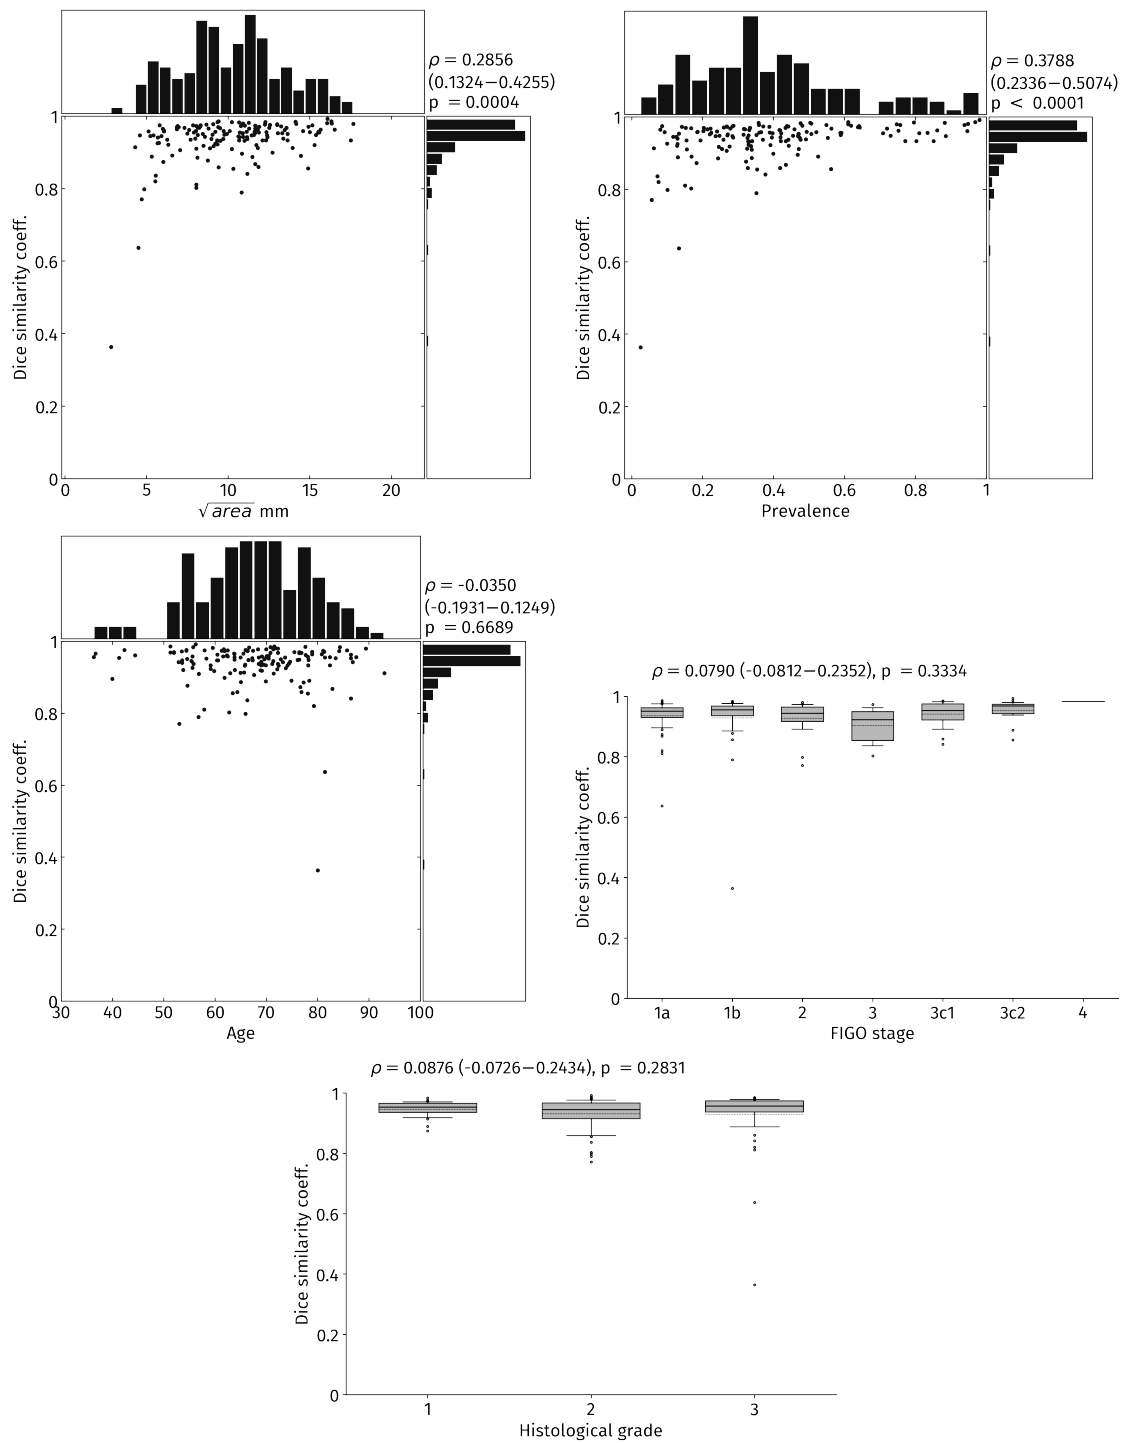 ρ = 0.2856
(0.1324−0.4255)
p = 0.0004
1
0.8
0.6
0.4
0.2
0
Dice similarity coeff.
0 5 10 15 20
√area mm
ρ = 0.3788
(0.2336−0.5074)
p < 0.0001
1
0.8
0.6
0.4
0.2
0
Dice similarity coeff.
0 0.2 0.4 0.6 0.8 1
Prevalence
ρ = -0.0350
(-0.1931−0.1249)
p = 0.6689
1
0.8
0.6
0.4
0.2
0
Dice similarity coeff.
30 40 50 60 70 80 90 100
Age
ρ = 0.0790 (-0.0812−0.2352), p = 0.3334
1
0.8
0.6
0.4
0.2
0
Dice similarity coeff.
1a 1b 2 3 3c1 3c2 4
FIGO stage
ρ = 0.0876 (-0.0726−0.2434), p = 0.2831
1
0.8
0.6
0.4
0.2
0
Dice similarity coeff.
1 2 3
Histological grade